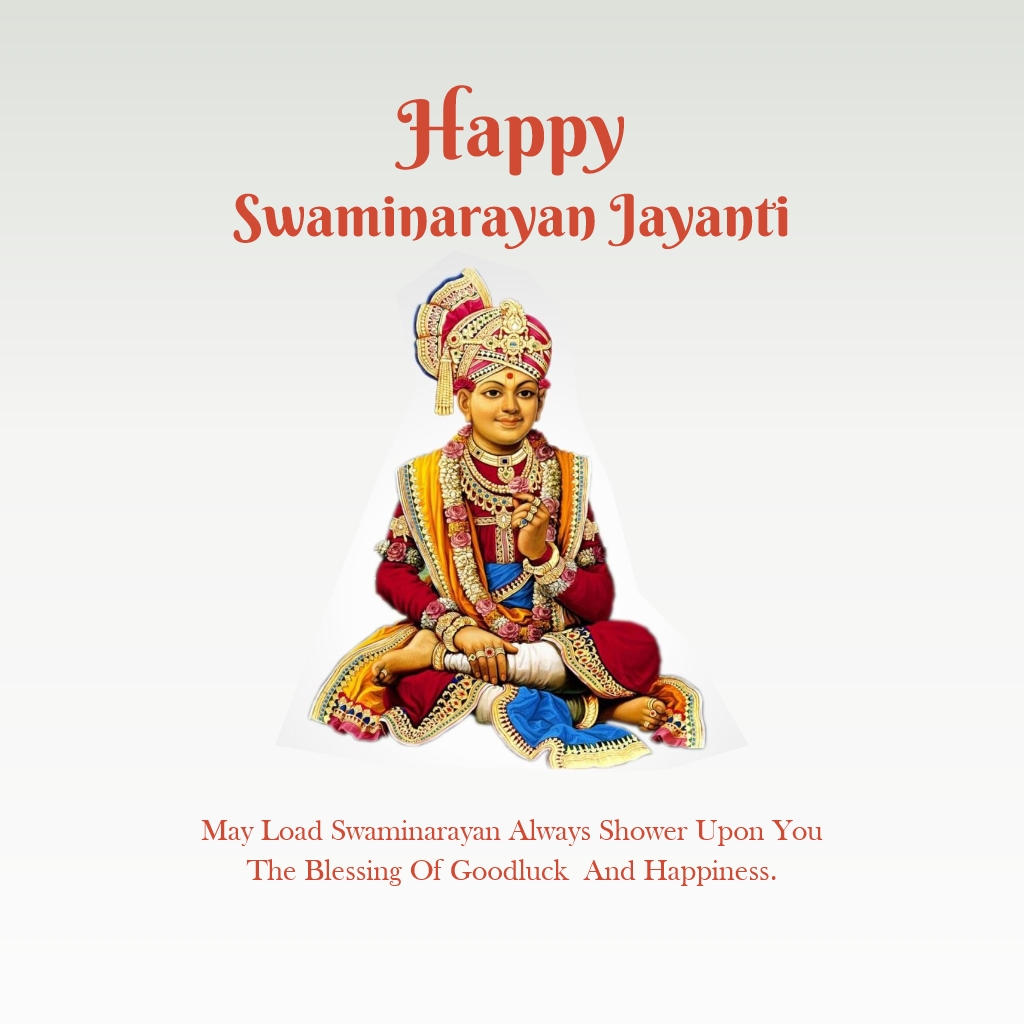 Happy
Swaminarayan Jayanti
May Load Swaminarayan Always Shower Upon You
The Blessing Of Goodluck  And Happiness.